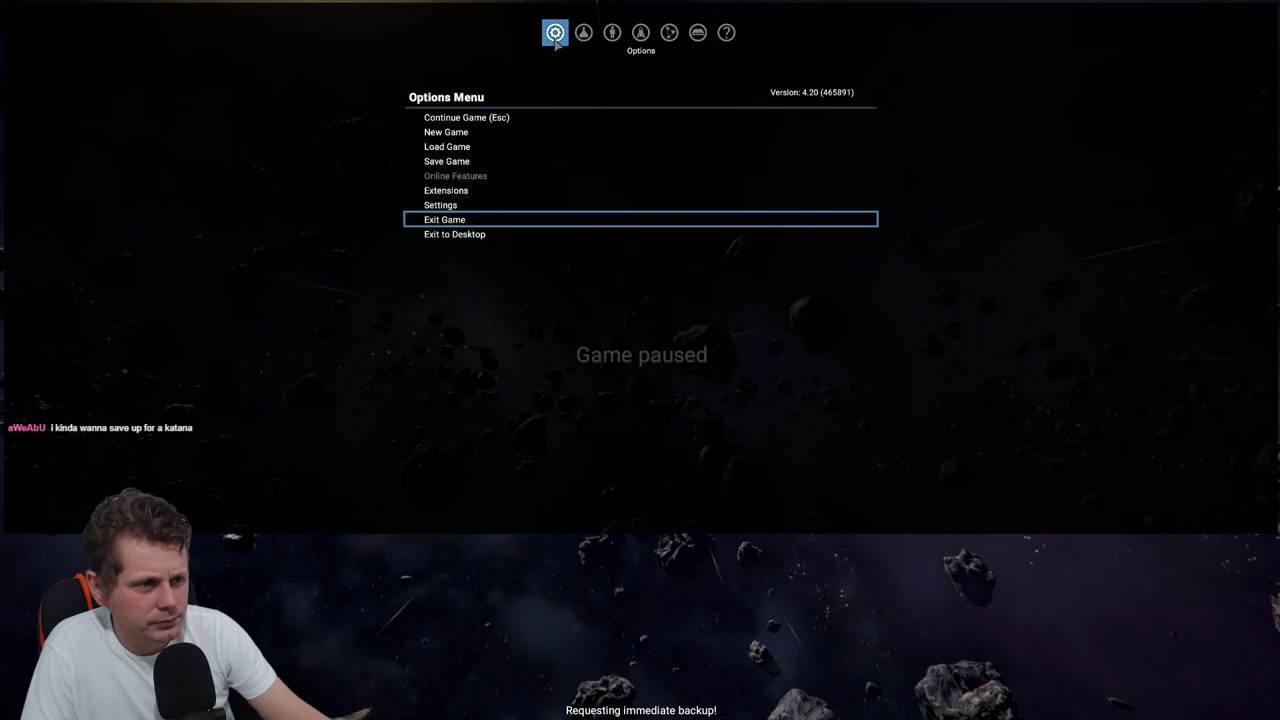 Options
Options Menu
Version: 4.20 (465891)
Continue Game (Esc)
New Game
Load Game
Save Game
Online Features
Extensions
Settings
Exit Game
Exit to Desktop
Game paused
aWeAbU i kinda wanna save up for a katana
Requesting immediate backup!